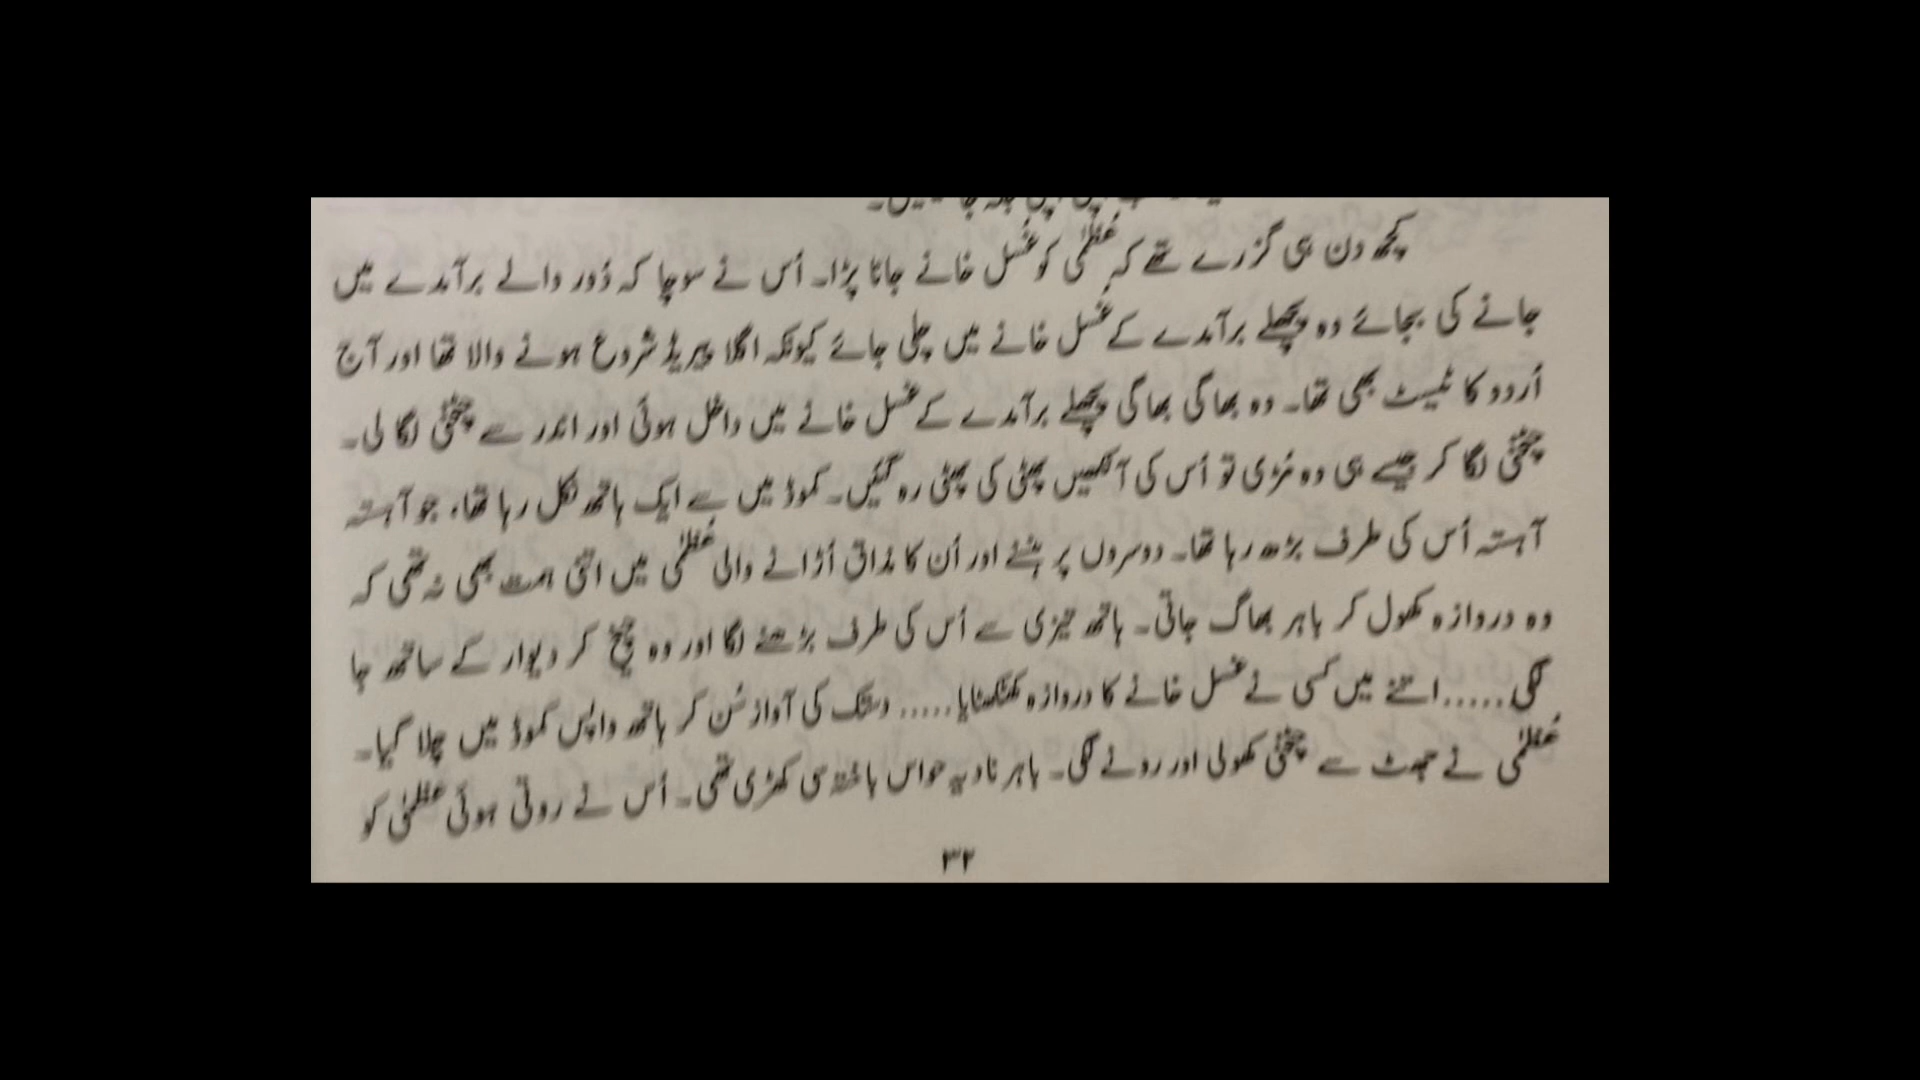 کچھ دن ہی گزرے تھے کہ عُظمٰی کو غُسل خانے جانا پڑا۔ اُس نے سوچا کہ دُور والے برآمدے میں
جانے کی بجائے وہ پچھلے برآمدے کے غُسل خانے میں چلی جائے کیونکہ اگلا پیریڈ شروع ہونے والا تھا اور آج
اُردو کا ٹیسٹ بھی تھا۔ وہ بھاگی بھاگی پچھلے برآمدے کے غسل خانے میں داخل ہوئی اور اندر سے چٹخنی لگا لی۔
چٹخنی لگا کر جیسے ہی وہ مُڑی تو اُس کی آنکھیں پھٹی کی پھٹی رہ گئیں۔ کموڈ میں سے ایک ہاتھ نکل رہا تھا، جو آہستہ
آہستہ اُس کی طرف بڑھ رہا تھا۔ دوسروں پر ہنسنے اور اُن کا مذاق اُڑانے والی عُظمٰی میں اتنی ہمت بھی نہ تھی کہ
وہ دروازہ کھول کر باہر بھاگ جاتی۔ ہاتھ تیزی سے اُس کی طرف بڑھنے لگا اور وہ چیخ کر دیوار کے ساتھ جا
لگی.....اتنے میں کسی نے غسل خانے کا دروازہ کھٹکھٹایا..... دستک کی آواز سُن کر ہاتھ واپس کموڈ میں چلا گیا۔
عُظمٰی نے جھٹ سے چٹخنی کھولی اور رونے لگی۔ باہر نادیہ حواس باختہ سی کھڑی تھی۔ اُس نے روتی ہوئی عظمٰی کو
۳۲